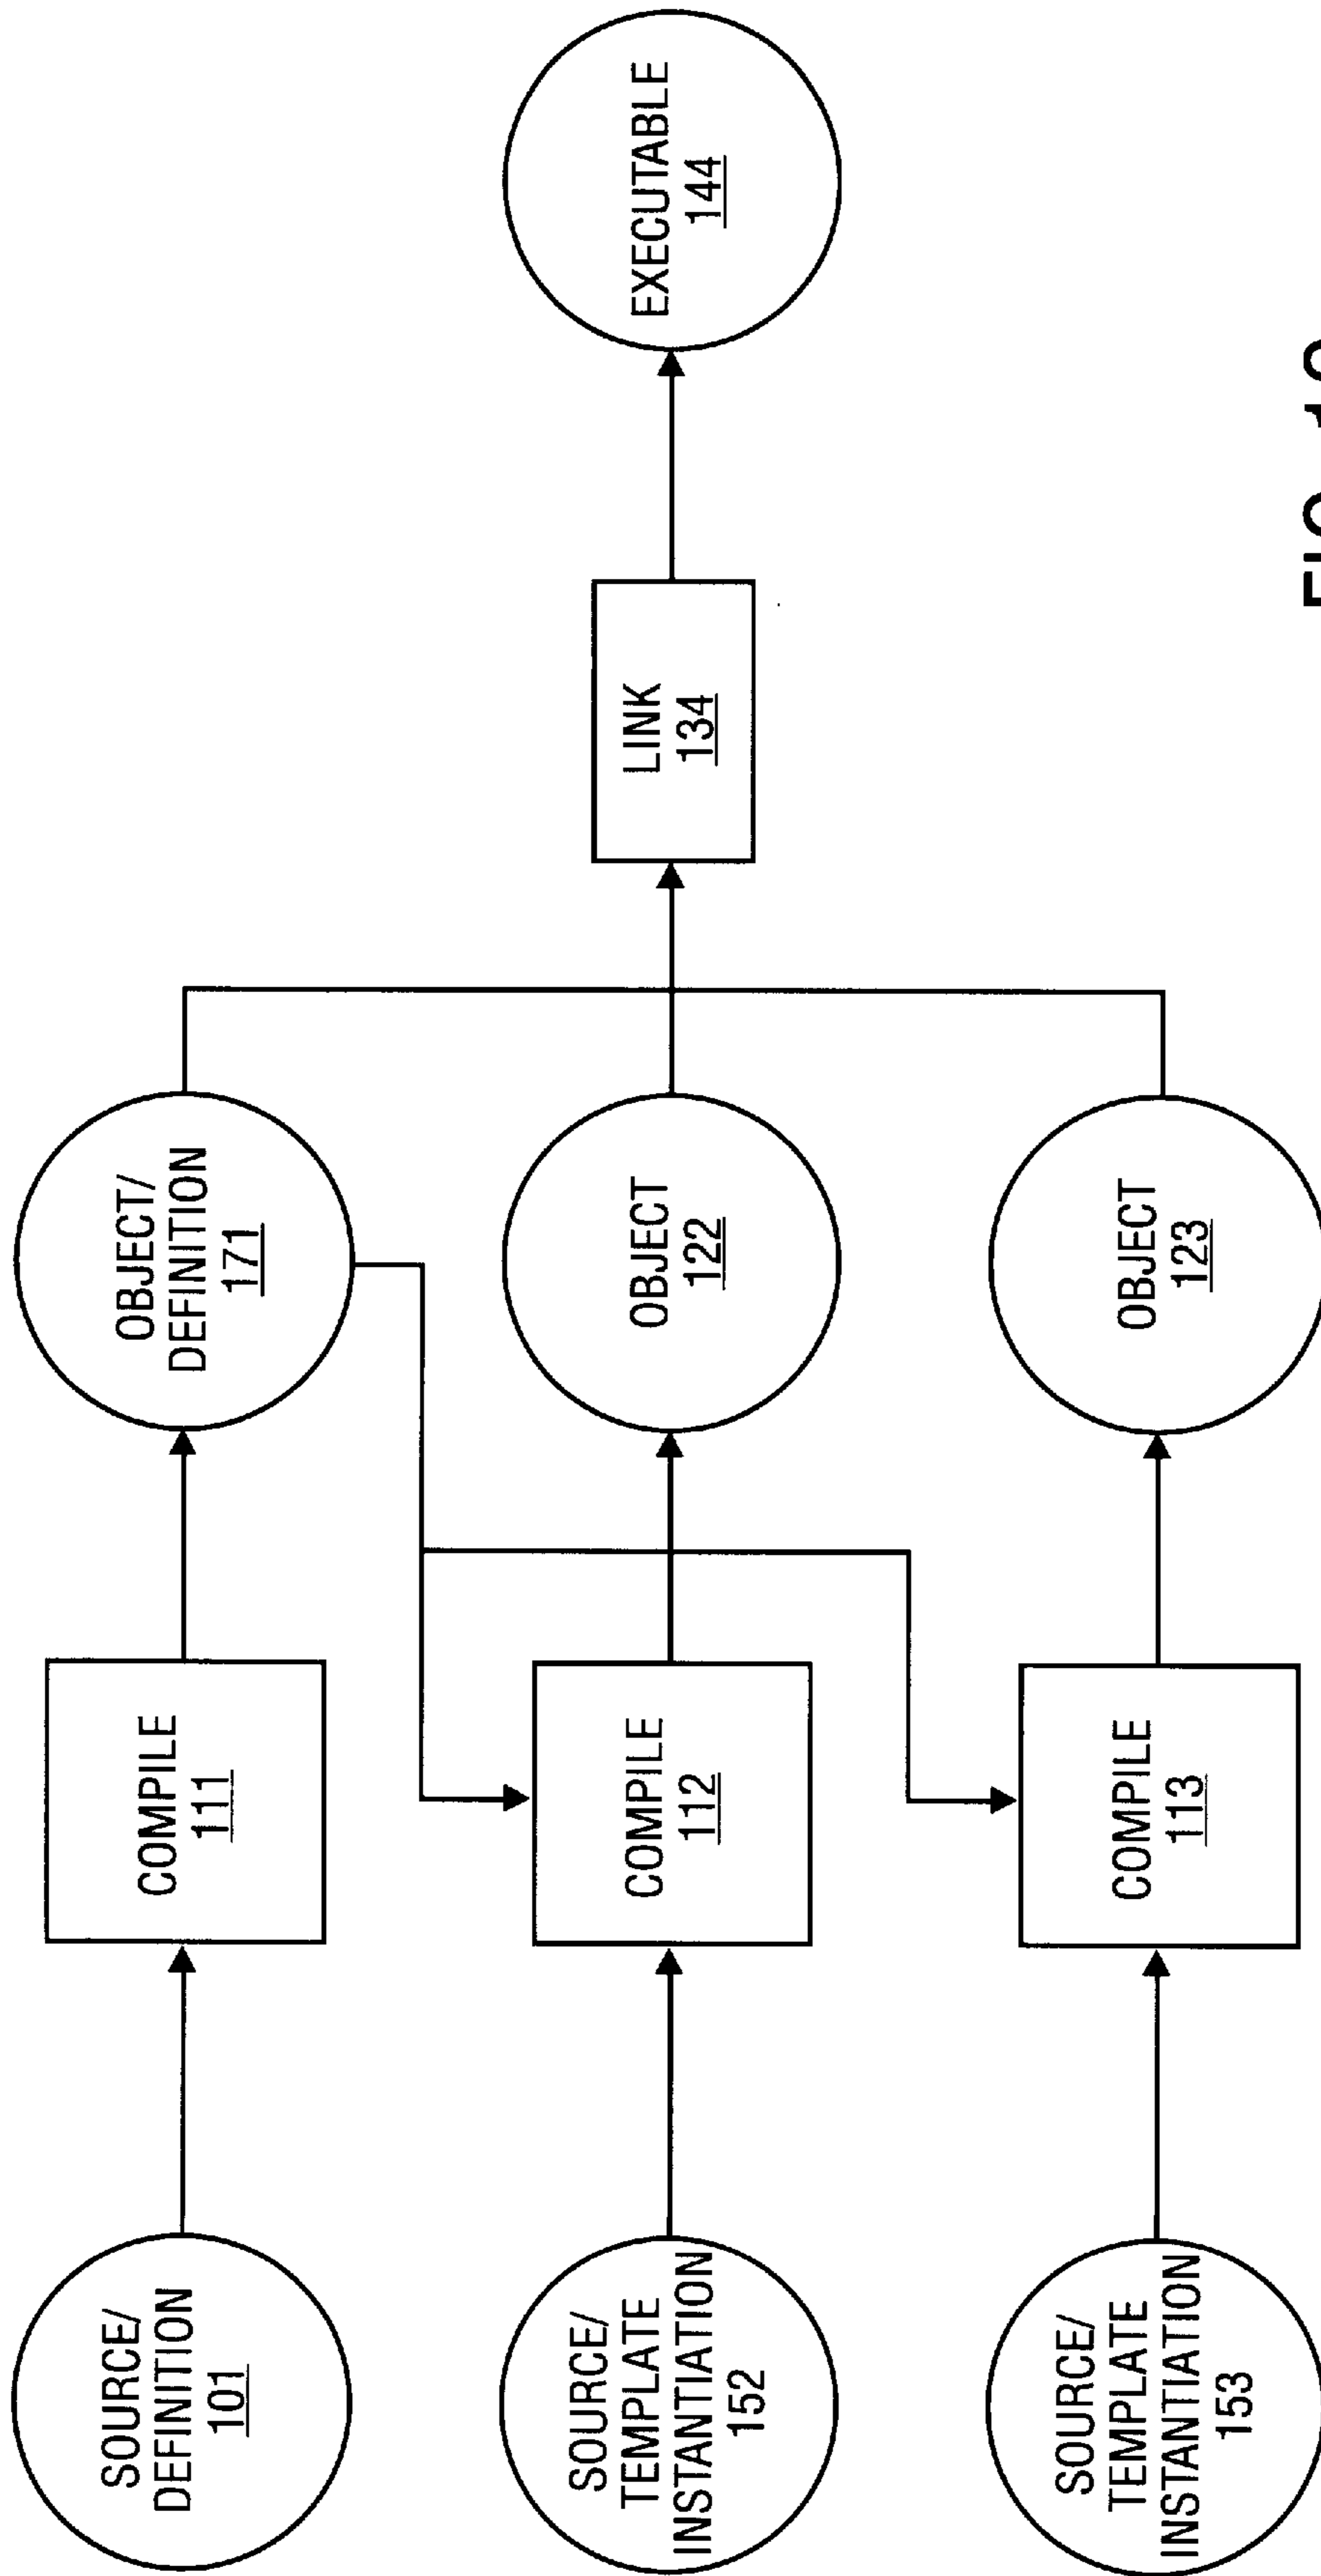 SOURCE/
DEFINITION
101
COMPILE
111
OBJECT/
DEFINITION
171
SOURCE/
TEMPLATE
INSTANTIATION
152
COMPILE
112
OBJECT
122
LINK
134
EXECUTABLE
144
SOURCE/
TEMPLATE
INSTANTIATION
153
COMPILE
113
OBJECT
123